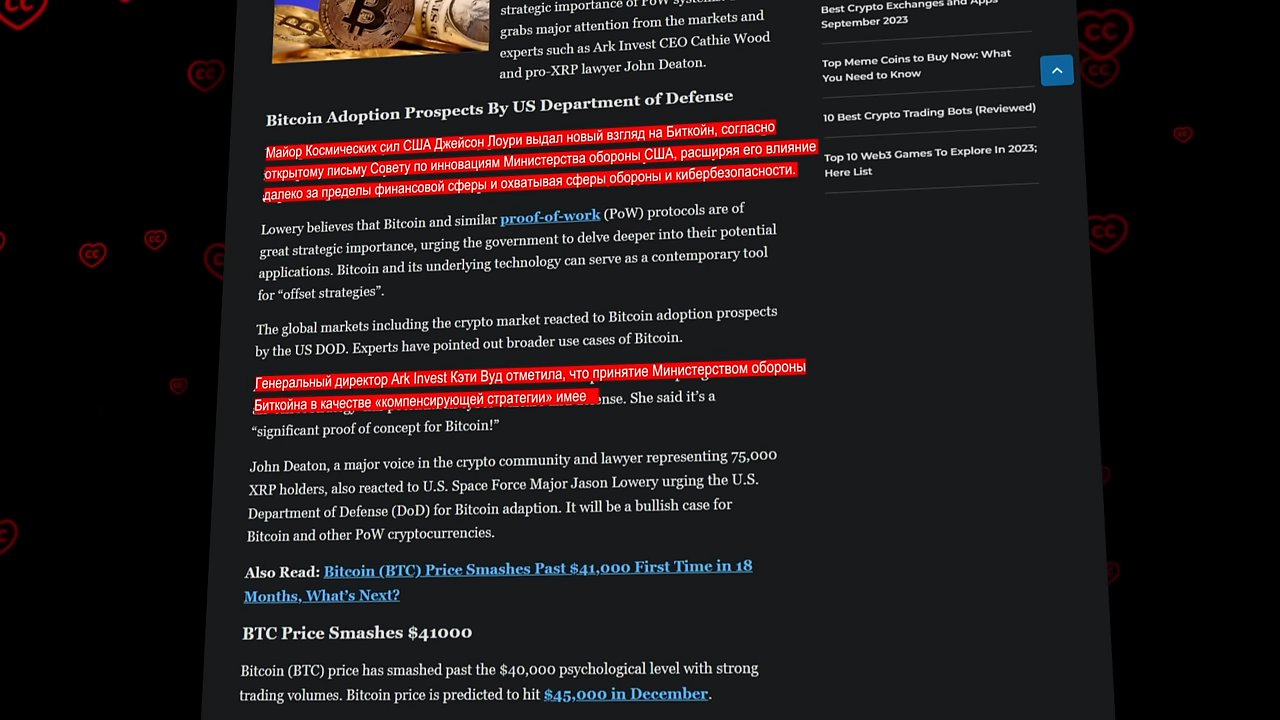 strategic importance of PoW systems.
grabs major attention from the markets and
experts such as Ark Invest CEO Cathie Wood
and pro-XRP lawyer John Deaton.
Bitcoin Adoption Prospects By US Department of Defense
Майор Космических сил США Джейсон Лоури выдал новый взгляд на Биткойн, согласно
открытому письму Совету по инновациям Министерства обороны США, расширяя его влияние
далеко за пределы финансовой сферы и охватывая сферы обороны и кибербезопасности.
Lowery believes that Bitcoin and similar proof-of-work (PoW) protocols are of
great strategic importance, urging the government to delve deeper into their potential
applications. Bitcoin and its underlying technology can serve as a contemporary tool
for “offset strategies”.
The global markets including the crypto market reacted to Bitcoin adoption prospects
by the US DOD. Experts have pointed out broader use cases of Bitcoin.
Генеральный директор Ark Invest Кэти Вуд отметила, что принятие Министерством обороны
Биткойна в качестве «компенсирующей стратегии» имее She said it’s a
“significant proof of concept for Bitcoin!”
John Deaton, a major voice in the crypto community and lawyer representing 75,000
XRP holders, also reacted to U.S. Space Force Major Jason Lowery urging the U.S.
Department of Defense (DoD) for Bitcoin adaption. It will be a bullish case for
Bitcoin and other PoW cryptocurrencies.
Also Read: Bitcoin (BTC) Price Smashes Past $41,000 First Time in 18
Months, What’s Next?
BTC Price Smashes $41000
Bitcoin (BTC) price has smashed past the $40,000 psychological level with strong
trading volumes. Bitcoin price is predicted to hit $45,000 in December.
Best Crypto Exchanges and Apps
September 2023
Top Meme Coins to Buy Now: What
You Need to Know
10 Best Crypto Trading Bots (Reviewed)
Top 10 Web3 Games To Explore In 2023;
Here List